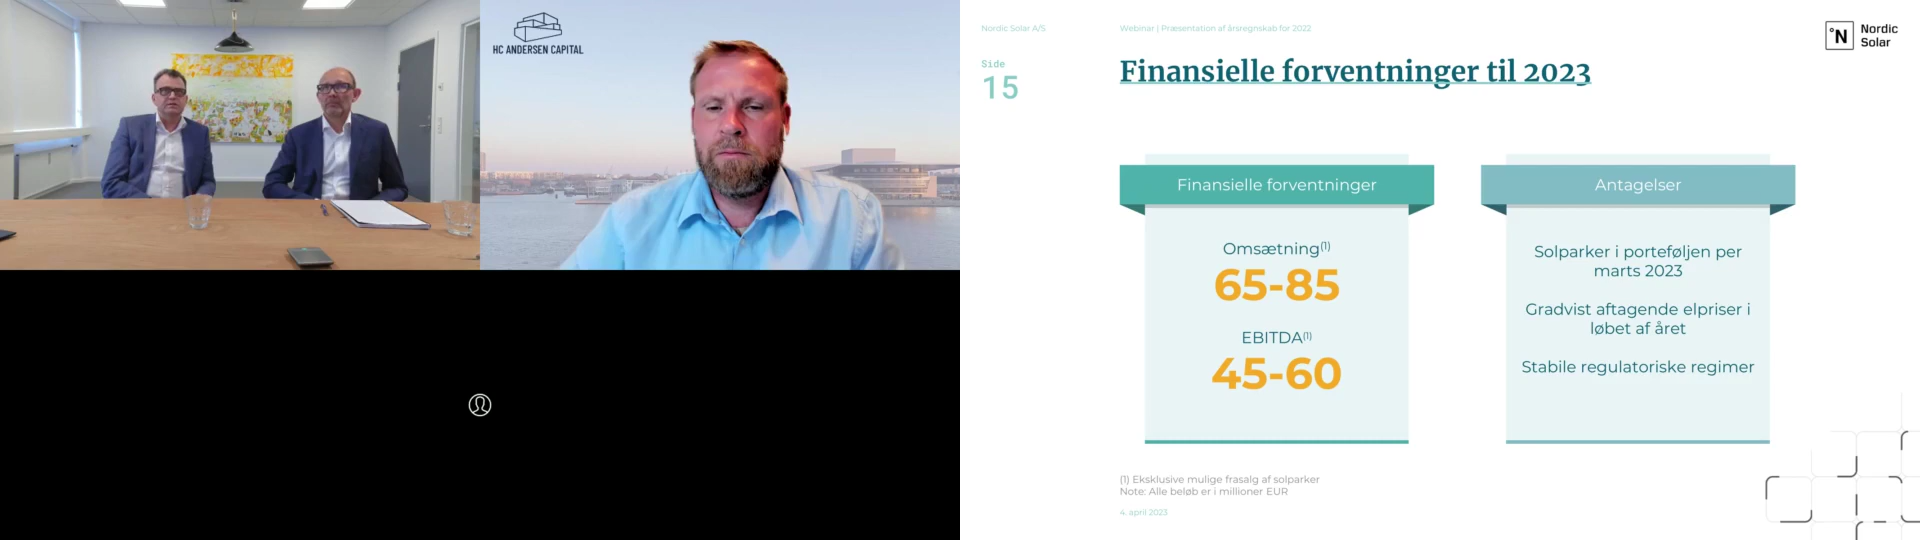 HC ANDERSEN CAPITAL
Nordic Solar A/S
Webinar | Præsentation af årsregnskab for 2022
°N Nordic
Solar
Side
15
Finansielle forventninger til 2023
Finansielle forventninger
Omsætning(1)
65-85
EBITDA(1)
45-60
Antagelser
Solparker i porteføljen per
marts 2023
Gradvist aftagende elpriser i
løbet af året
Stabile regulatoriske regimer
(1) Eksklusive mulige frasalg af solparker
Note: Alle beløb er i millioner EUR
4. april 2023